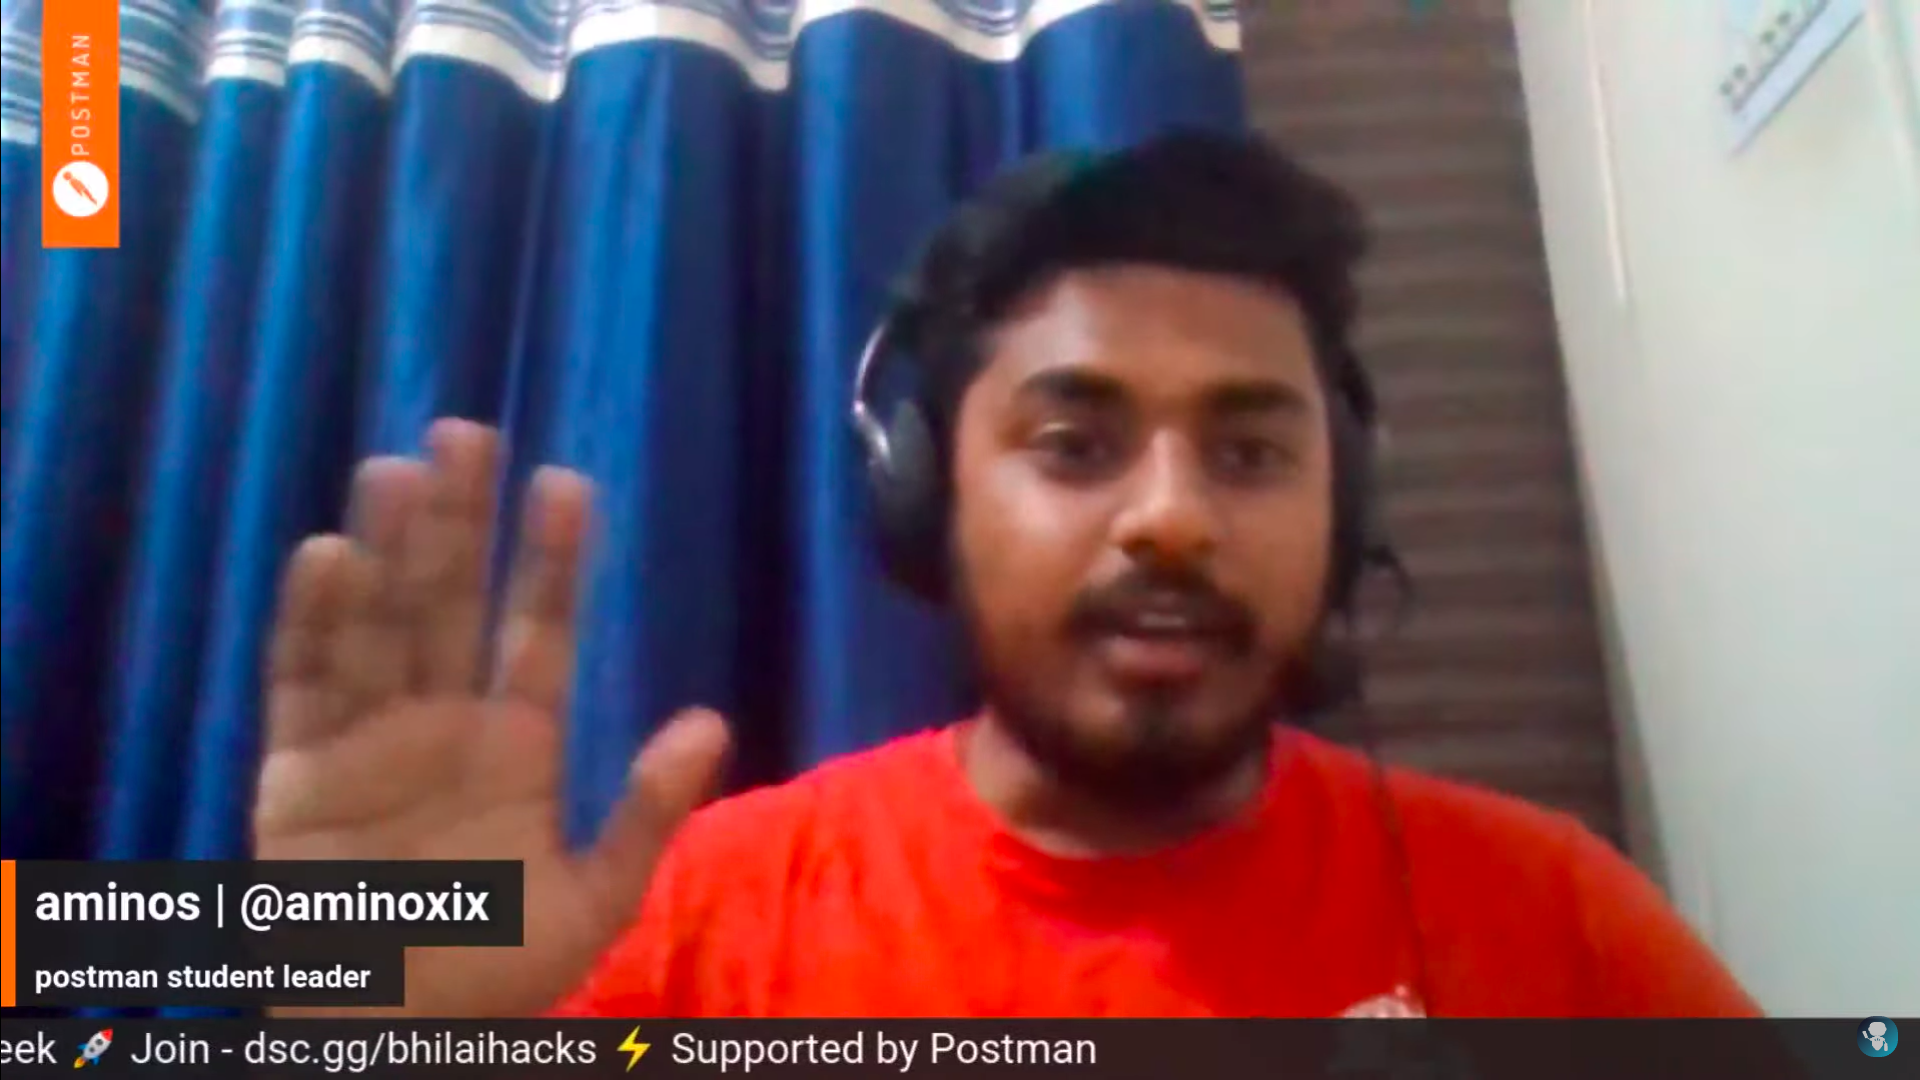 POSTMAN
aminos | @aminoxix
postman student leader
eek 🚀 Join - dsc.gg/bhilaihacks ⚡ Supported by Postman